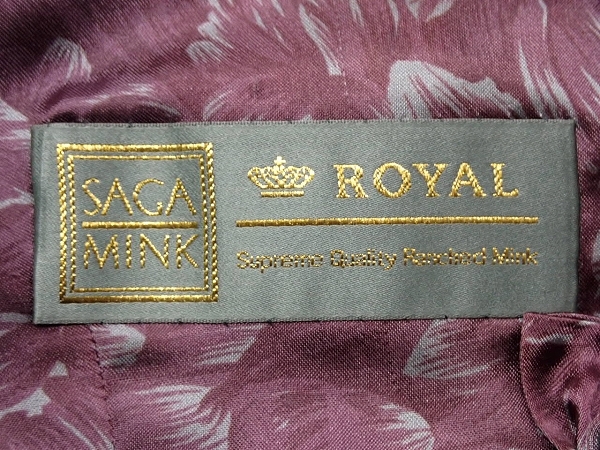 SAGA
MINK
ROYAL
Supreme Quality Ranched Mink